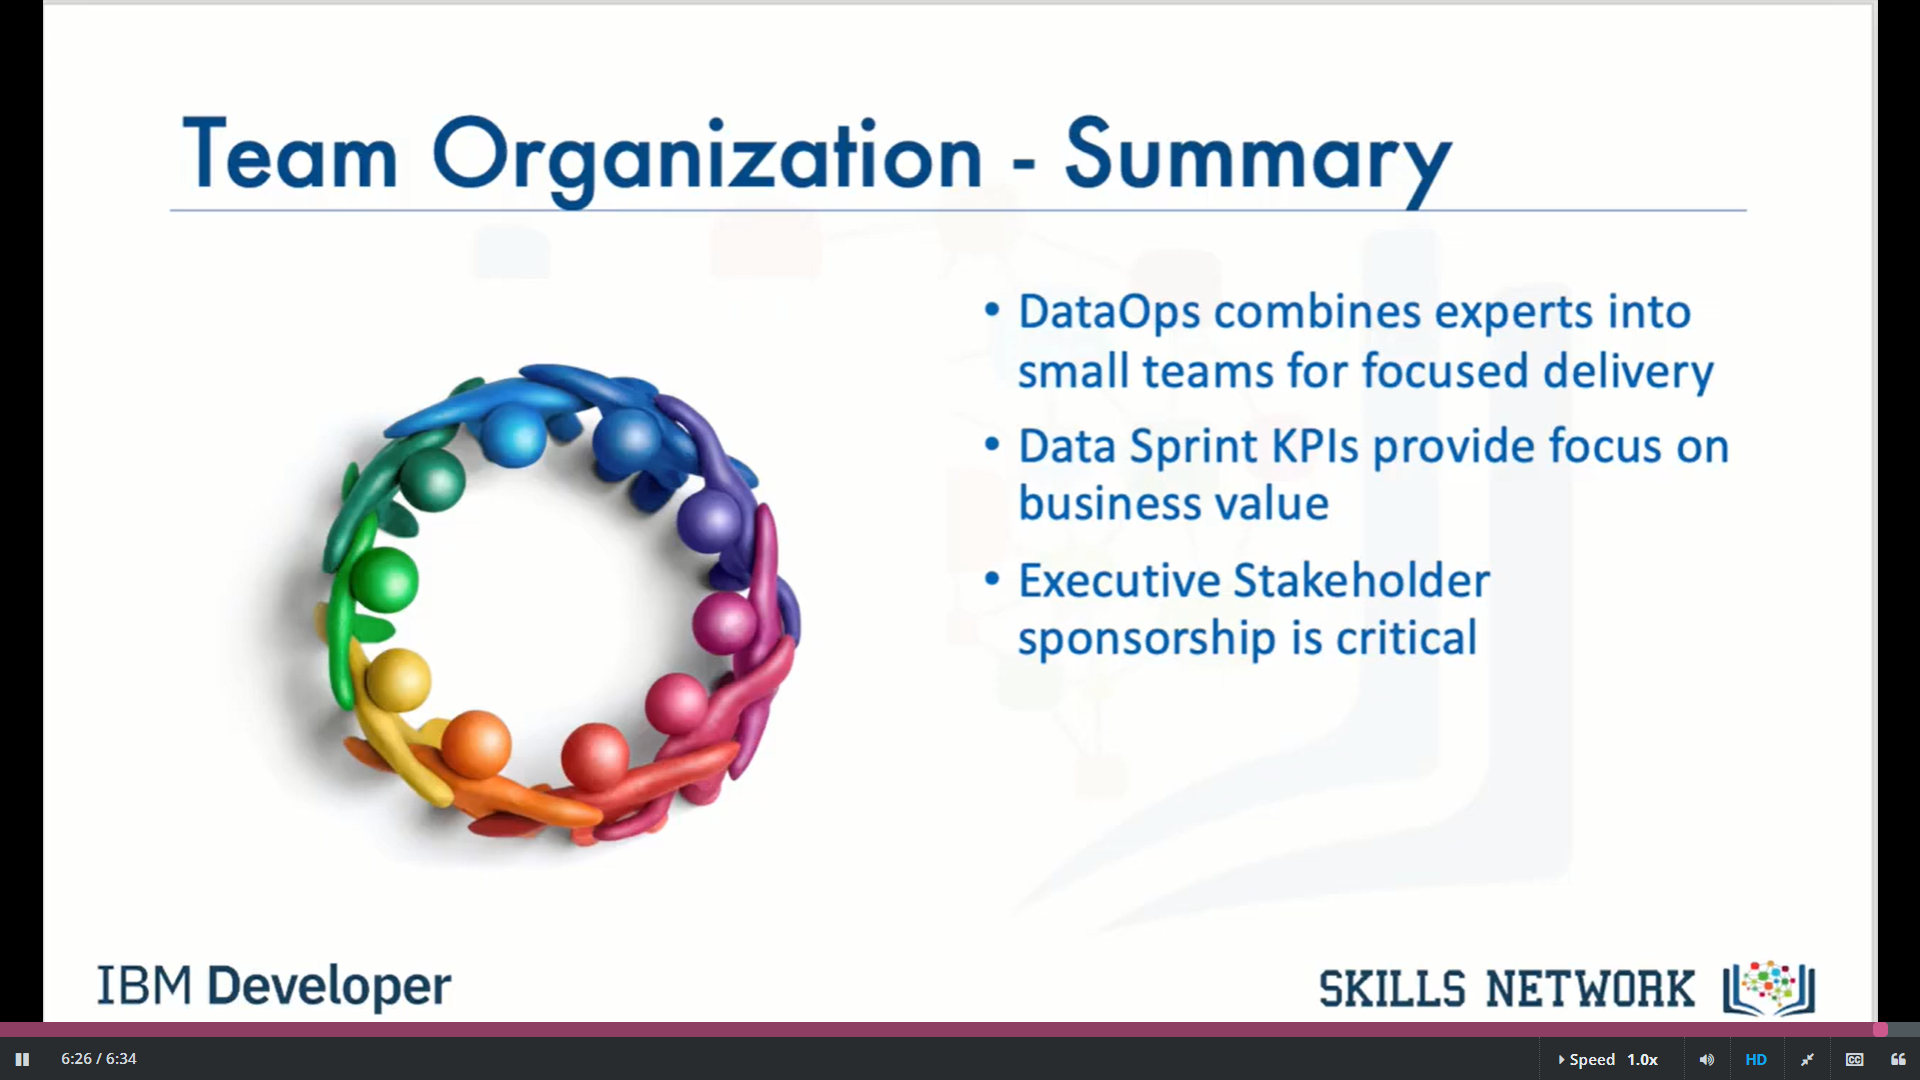 Team Organization - Summary
• DataOps combines experts into
small teams for focused delivery
• Data Sprint KPIs provide focus on
business value
• Executive Stakeholder
sponsorship is critical
IBM Developer
SKILLS NETWORK
6:26 / 6:34
Speed 1.0x
HD
CC